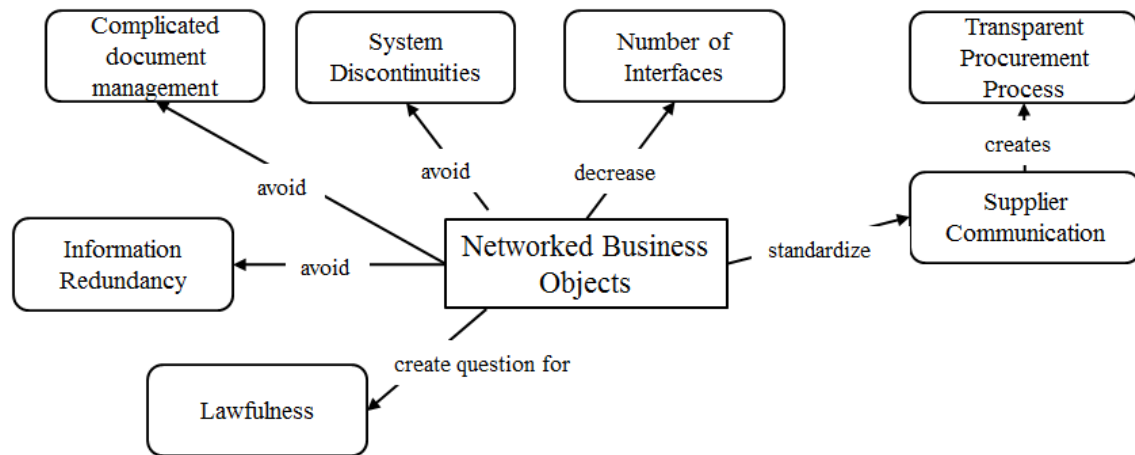 Complicated
document
management
System
Discontinuities
Number of
Interfaces
Transparent
Procurement
Process
avoid
avoid
decrease
creates
Supplier
Communication
Information
Redundancy
avoid
Networked Business
Objects
standardize
create question for
Lawfulness